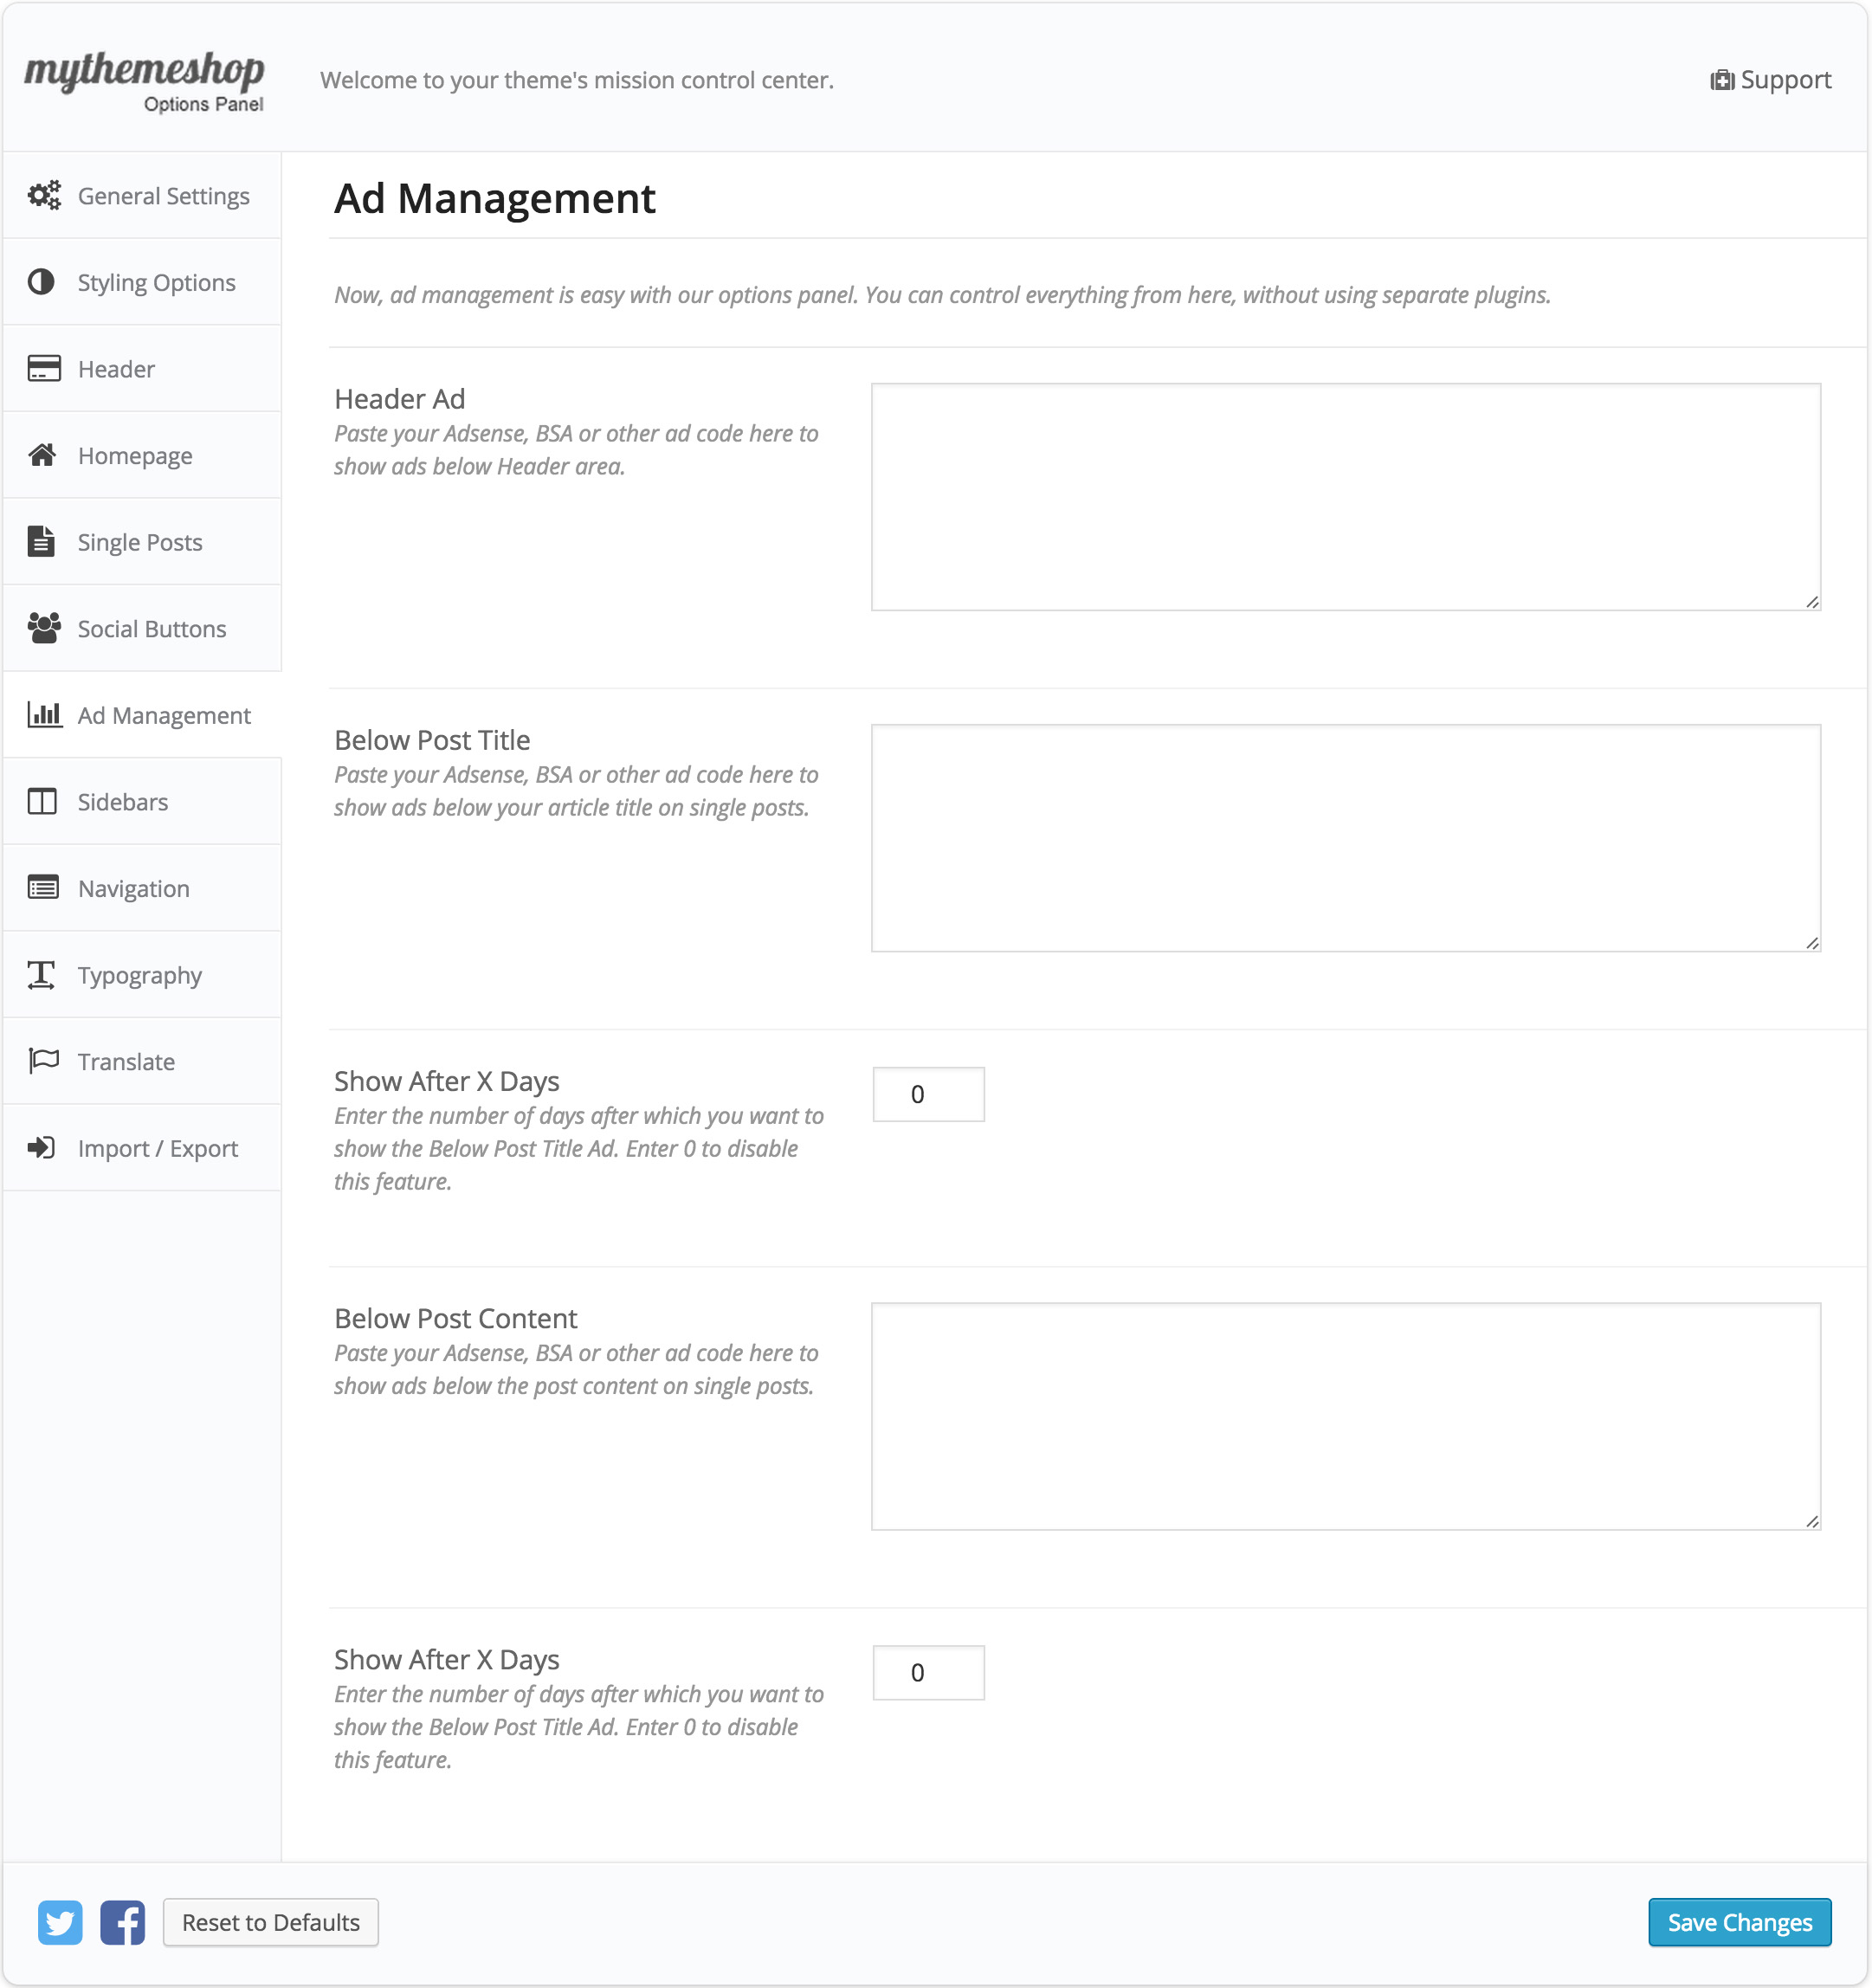 mythemeshop
Options Panel
Welcome to your theme's mission control center.
Support
General Settings
Styling Options
Header
Homepage
Single Posts
Social Buttons
Ad Management
Sidebars
Navigation
Typography
Translate
Import / Export
Ad Management
Now, ad management is easy with our options panel. You can control everything from here, without using separate plugins.
Header Ad
Paste your Adsense, BSA or other ad code here to
show ads below Header area.
Below Post Title
Paste your Adsense, BSA or other ad code here to
show ads below your article title on single posts.
Show After X Days
Enter the number of days after which you want to
show the Below Post Title Ad. Enter 0 to disable
this feature.
0
Below Post Content
Paste your Adsense, BSA or other ad code here to
show ads below the post content on single posts.
Show After X Days
Enter the number of days after which you want to
show the Below Post Title Ad. Enter 0 to disable
this feature.
0
Reset to Defaults
Save Changes